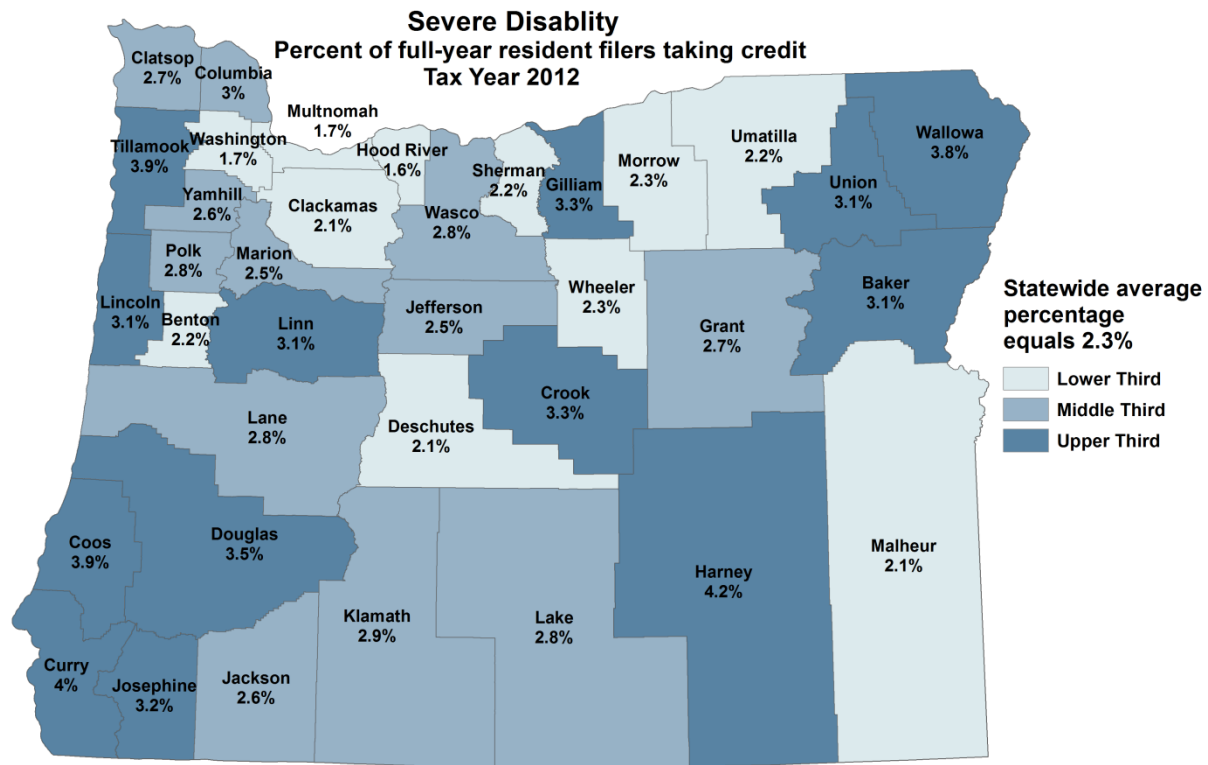 Severe Disablity
Percent of full-year resident filers taking credit
Tax Year 2012
Clatsop
2.7%
Columbia
3%
Multnomah
1.7%
Washington
1.7%
Tillamook
3.9%
Hood River
1.6%
Sherman
2.2%
Gilliam
3.3%
Morrow
2.3%
Umatilla
2.2%
Wallowa
3.8%
Union
3.1%
Yamhill
2.6%
Clackamas
2.1%
Wasco
2.8%
Polk
2.8%
Marion
2.5%
Lincoln
3.1%
Benton
2.2%
Linn
3.1%
Jefferson
2.5%
Wheeler
2.3%
Grant
2.7%
Baker
3.1%
Statewide average
percentage
equals 2.3%
Lower Third
Middle Third
Upper Third
Lane
2.8%
Deschutes
2.1%
Crook
3.3%
Coos
3.9%
Douglas
3.5%
Harney
4.2%
Malheur
2.1%
Klamath
2.9%
Lake
2.8%
Curry
4%
Josephine
3.2%
Jackson
2.6%